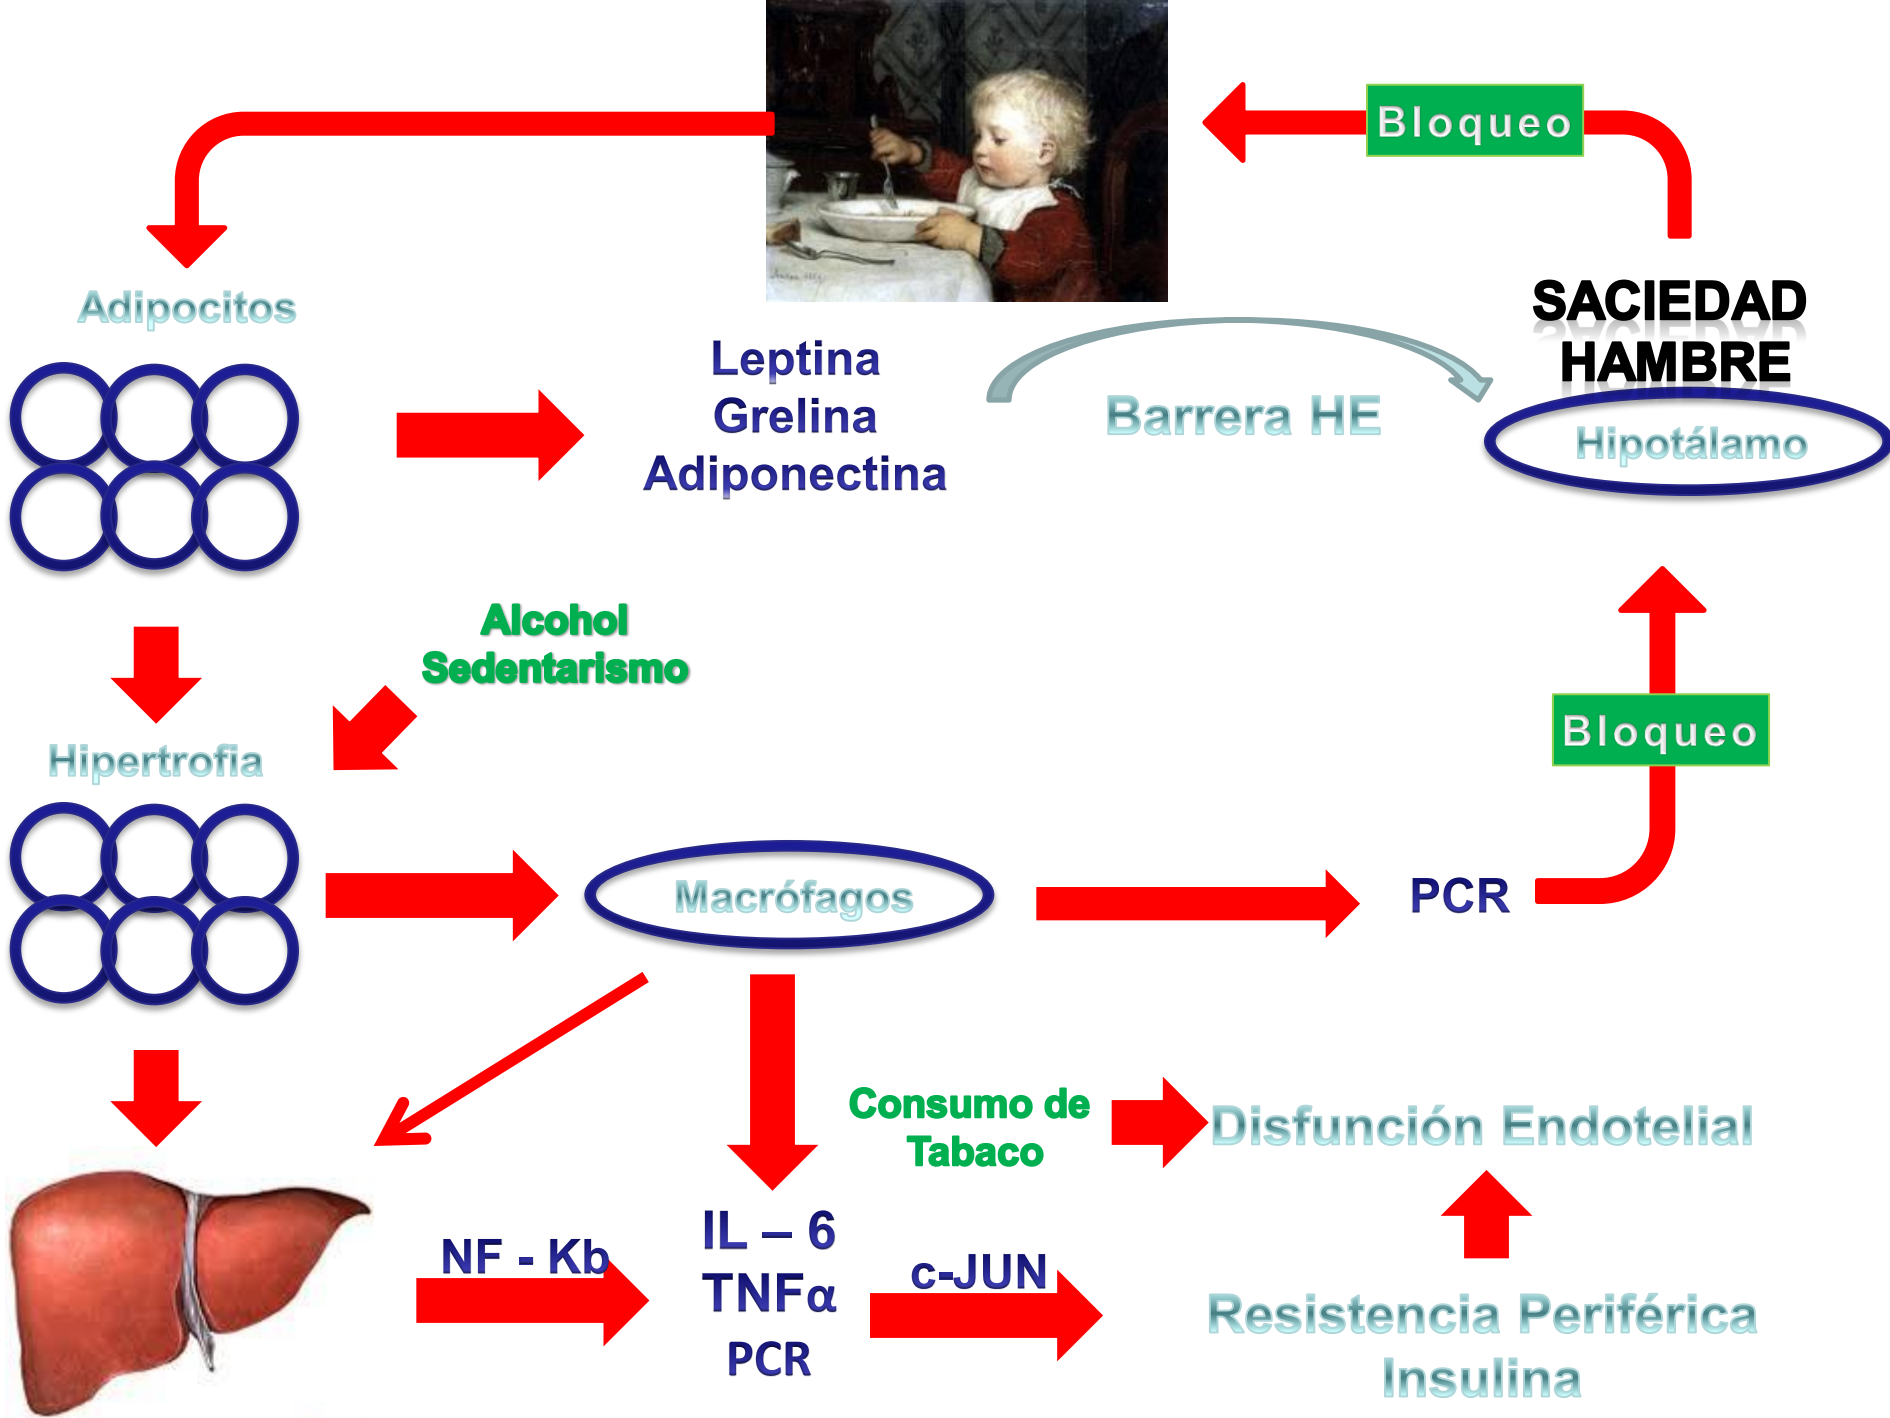 Bloqueo
Adipocitos
SACIEDAD
HAMBRE
Leptina
Grelina
Adiponectina
Barrera HE
Hipotálamo
Alcohol
Sedentarismo
Bloqueo
Hipertrofia
Macrófagos
PCR
Consumo de
Tabaco
Disfunción Endotelial
NF - Kb
IL – 6
TNFα
PCR
c-JUN
Resistencia Periférica
Insulina